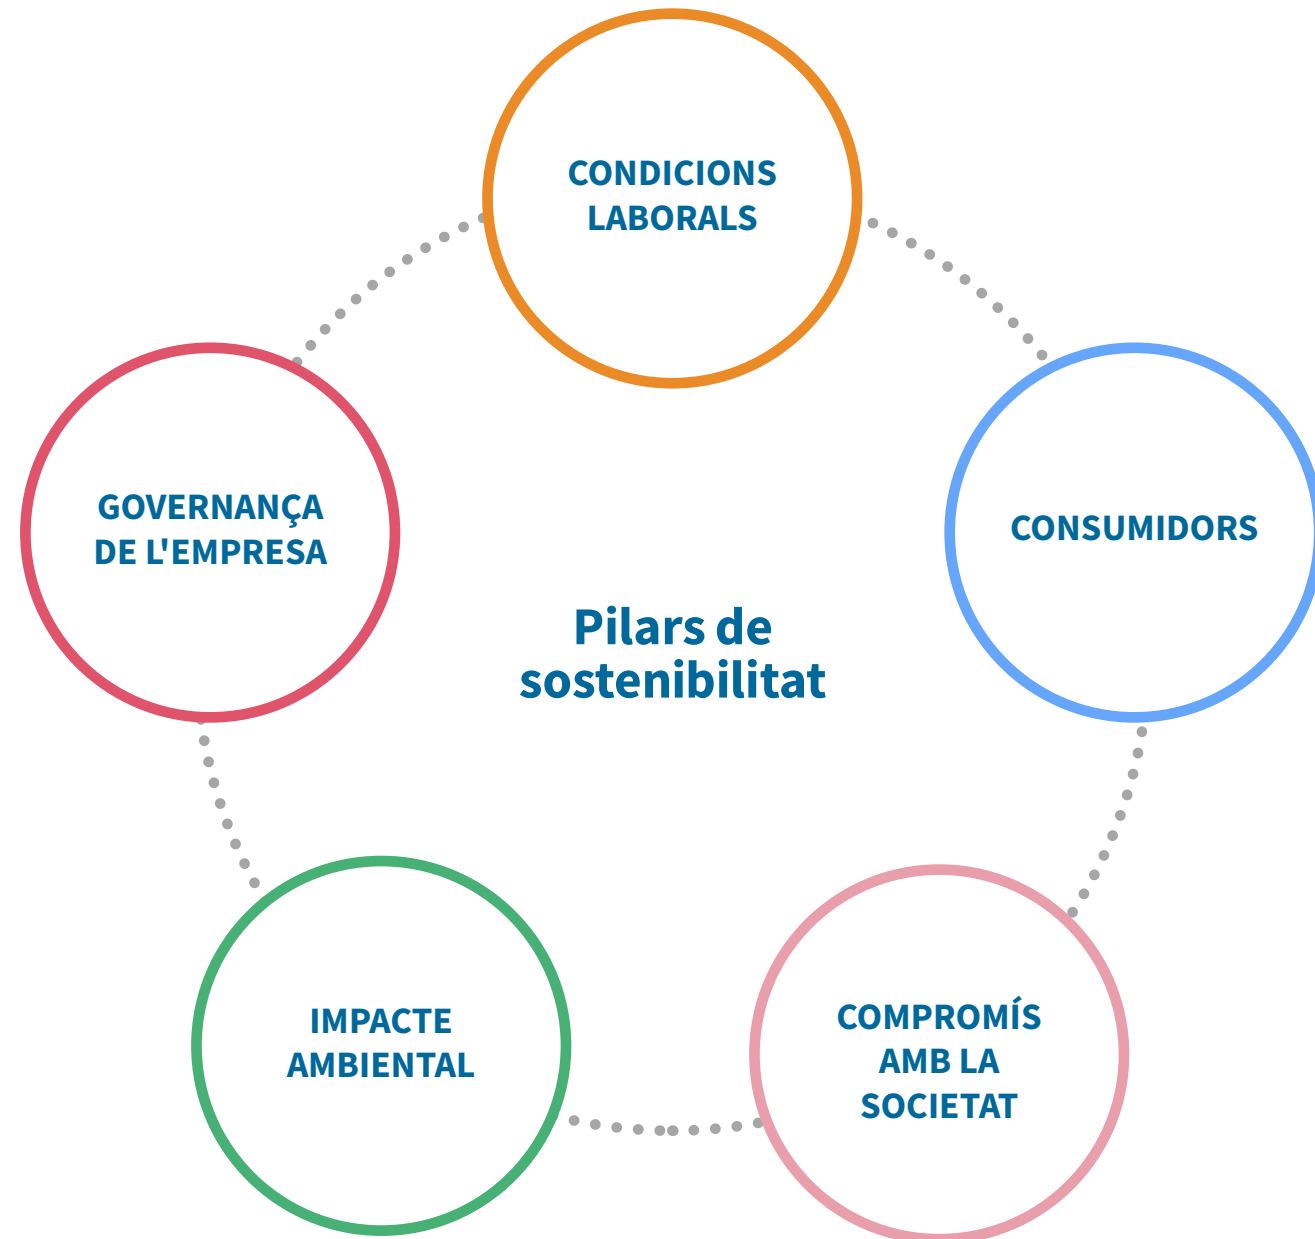 CONDICIONS
LABORALS
GOVERNANÇA
DE L'EMPRESA
CONSUMIDORS
Pilars de
sostenibilitat
IMPACTE
AMBIENTAL
COMPROMÍS
AMB LA
SOCIETAT